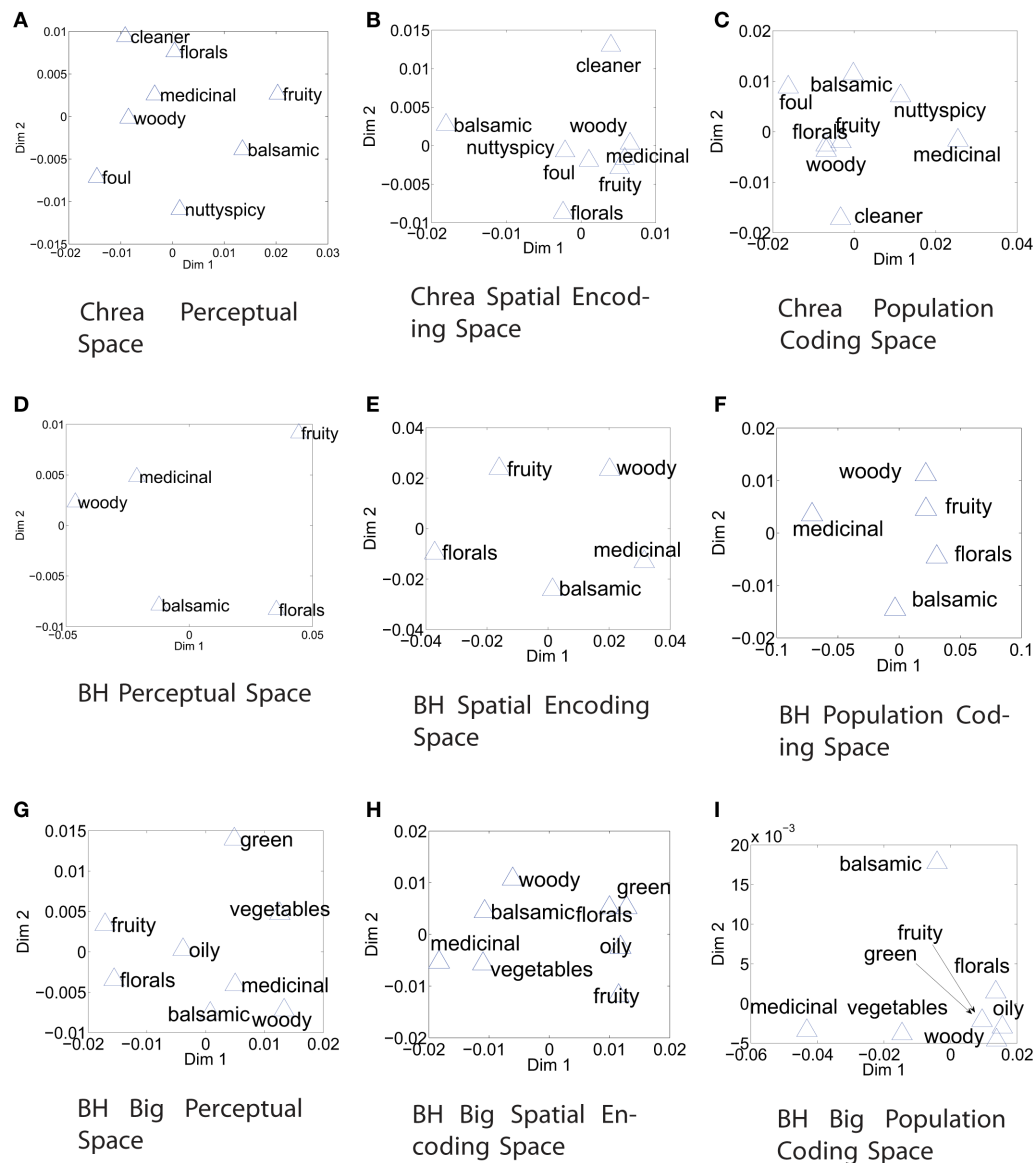 A
0.01
0.005
0
−0.005
−0.01
−0.015
−0.02
−0.01
0
0.01
0.02
0.03
Dim 1
Dim 2
cleaner
florals
medicinal
fruity
woody
balsamic
foul
nuttyspicy
Chrea Perceptual
Space
B
0.015
0.01
0.005
0
−0.005
−0.01
−0.02
−0.01
0
0.01
Dim 1
Dim 2
cleaner
balsamic
woody
nuttyspicy
medicinal
foul
fruity
florals
Chrea Spatial Encod-
ing Space
C
0.02
0.01
0
−0.01
−0.02
−0.02
0
0.02
0.04
Dim 1
Dim 2
balsamic
foul
nuttyspicy
fruity
florals
woody
medicinal
cleaner
Chrea Population
Coding Space
D
0.01
0.005
0
−0.005
−0.01
−0.05
0
0.05
Dim 1
Dim 2
fruity
medicinal
woody
balsamic
florals
BH Perceptual Space
E
0.04
0.02
0
−0.02
−0.04
−0.04
−0.02
0
0.02
0.04
Dim 1
Dim 2
fruity
woody
florals
medicinal
balsamic
BH Spatial Encoding
Space
F
0.02
0.01
0
−0.01
−0.02
−0.1
−0.05
0
0.05
0.1
Dim 1
Dim 2
woody
fruity
medicinal
florals
balsamic
BH Population Cod-
ing Space
G
0.015
0.01
0.005
0
−0.005
−0.01
−0.02
−0.01
0
0.01
0.02
Dim 1
Dim 2
green
vegetables
fruity
oily
florals
medicinal
balsamic
woody
BH Big Perceptual
Space
H
0.02
0.01
0
−0.01
−0.02
−0.02
−0.01
0
0.01
0.02
Dim 1
Dim 2
woody
green
balsamic
florals
medicinal
oily
vegetables
fruity
BH Big Spatial En-
coding Space
I
x 10−3
20
15
10
5
0
−5
−0.06
−0.04
−0.02
0
0.02
Dim 1
Dim 2
balsamic
fruity
green
florals
medicinal
vegetables
oily
woody
BH Big Population
Coding Space